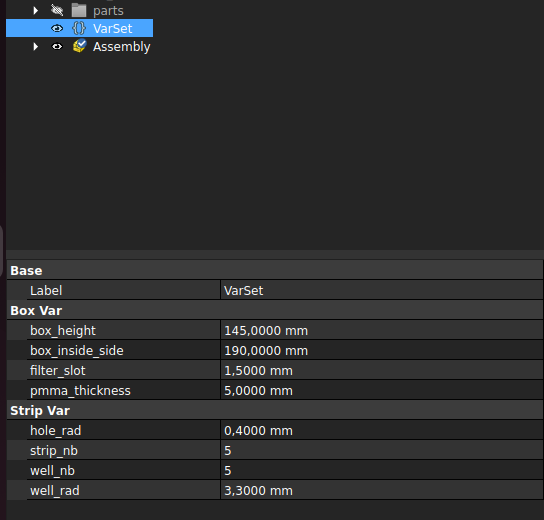 parts
VarSet
Assembly
Base
Label VarSet
Box Var
box_height 145,0000 mm
box_inside_side 190,0000 mm
filter_slot 1,5000 mm
pmma_thickness 5,0000 mm
Strip Var
hole_rad 0,4000 mm
strip_nb 5
well_nb 5
well_rad 3,3000 mm